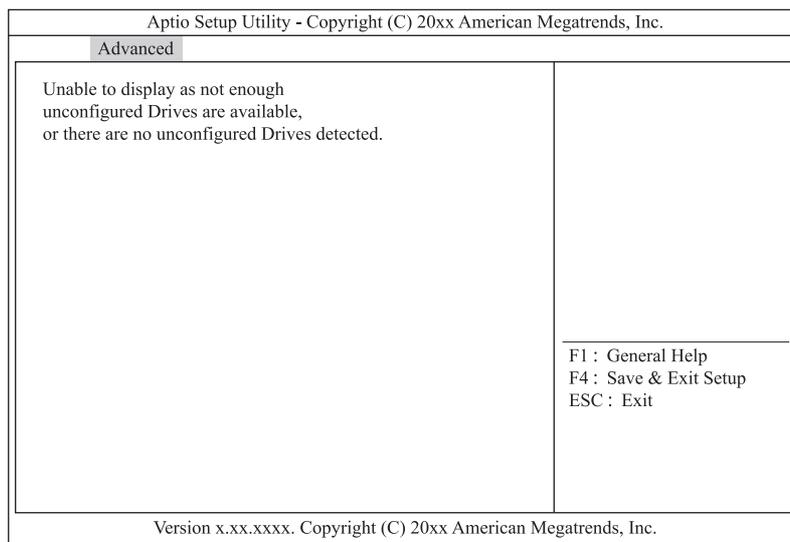 Aptio Setup Utility - Copyright (C) 20xx American Megatrends, Inc.
Advanced
Unable to display as not enough
unconfigured Drives are available,
or there are no unconfigured Drives detected.
F1 : General Help
F4 : Save & Exit Setup
ESC : Exit
Version x.xx.xxxx. Copyright (C) 20xx American Megatrends, Inc.